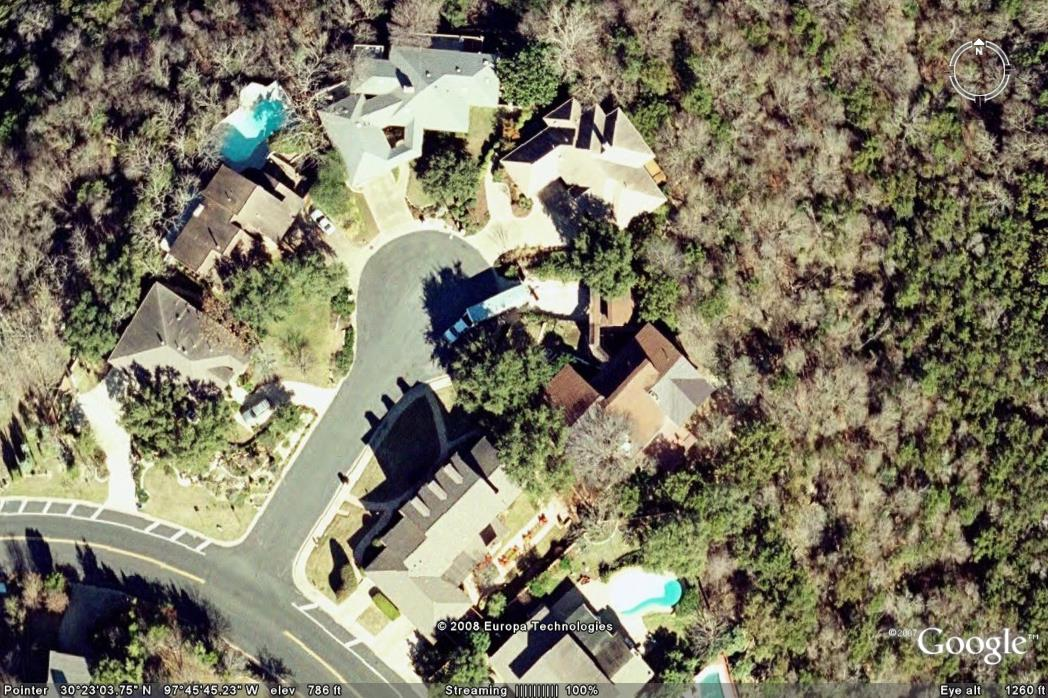 N
© 2008 Europa Technologies
©2007 Google™
Pointer 30°23'03.75" N 97°45'45.23" W elev 786 ft Streaming |||||||||| 100% Eye alt 1260 ft